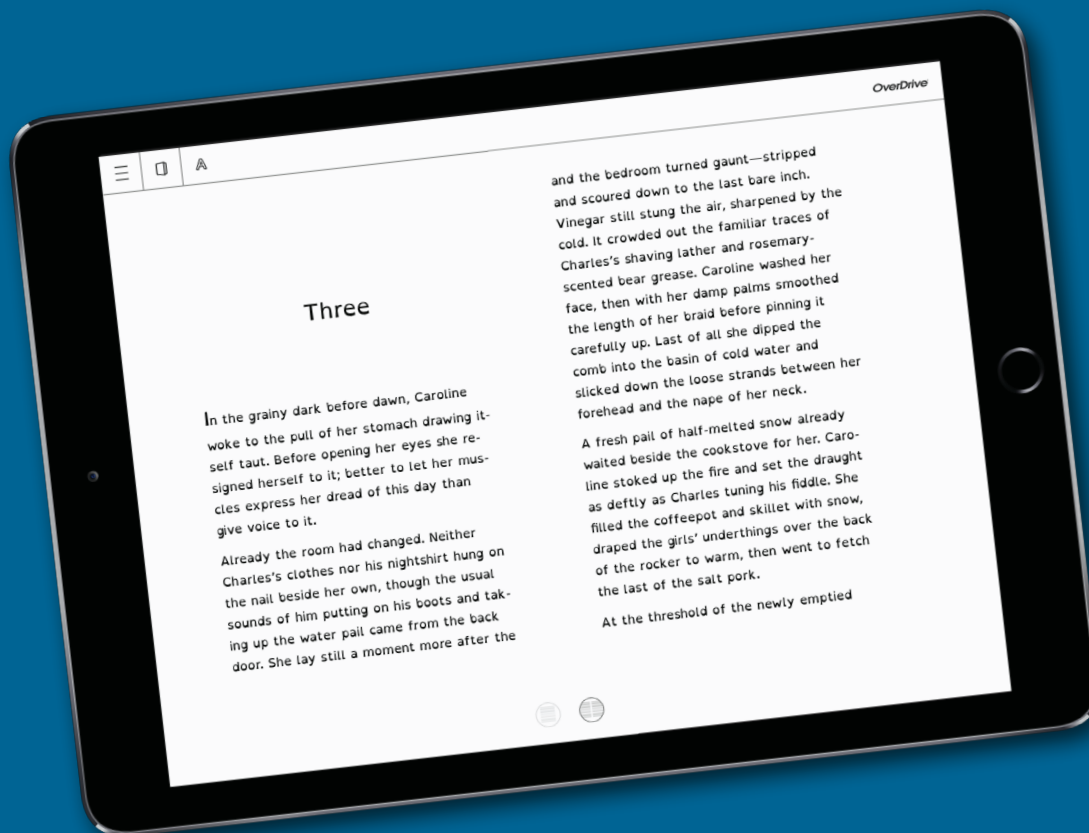 OverDrive
A
Three
In the grainy dark before dawn, Caroline
woke to the pull of her stomach drawing it-
self taut. Before opening her eyes she re-
signed herself to it; better to let her mus-
cles express her dread of this day than
give voice to it.
Already the room had changed. Neither
Charles's clothes nor his nightshirt hung on
the nail beside her own, though the usual
sounds of him putting on his boots and tak-
ing up the water pail came from the back
door. She lay still a moment more after the
and the bedroom turned gaunt—stripped
and scoured down to the last bare inch.
Vinegar still stung the air, sharpened by the
cold. It crowded out the familiar traces of
Charles's shaving lather and rosemary-
scented bear grease. Caroline washed her
face, then with her damp palms smoothed
the length of her braid before pinning it
carefully up. Last of all she dipped the
comb into the basin of cold water and
slicked down the loose strands between her
forehead and the nape of her neck.
A fresh pail of half-melted snow already
waited beside the cookstove for her. Caro-
line stoked up the fire and set the draught
as deftly as Charles tuning his fiddle. She
filled the coffeepot and skillet with snow,
draped the girls' underthings over the back
of the rocker to warm, then went to fetch
the last of the salt pork.
At the threshold of the newly emptied